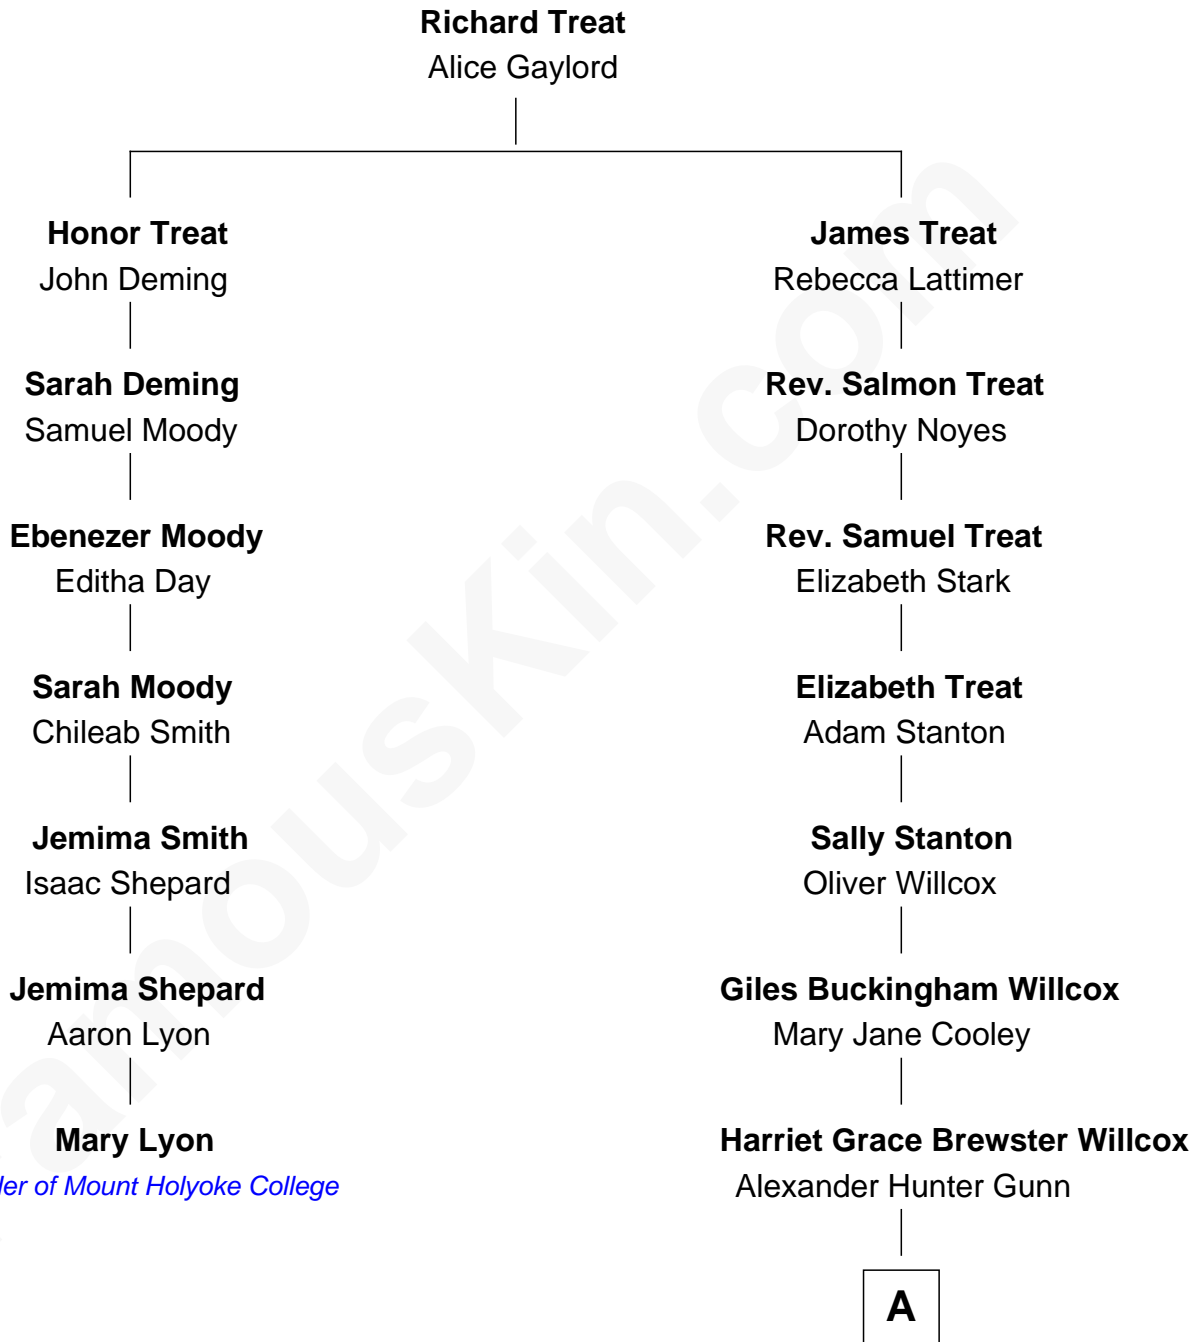 Richard Treat
Alice Gaylord
Honor Treat
John Deming
James Treat
Rebecca Lattimer
Sarah Deming
Samuel Moody
Rev. Salmon Treat
Dorothy Noyes
Ebenezer Moody
Editha Day
Rev. Samuel Treat
Elizabeth Stark
Sarah Moody
Chileab Smith
Elizabeth Treat
Adam Stanton
Jemima Smith
Isaac Shepard
Sally Stanton
Oliver Willcox
Jemima Shepard
Aaron Lyon
Giles Buckingham Willcox
Mary Jane Cooley
Mary Lyon
of Mount Holyoke College
Harriet Grace Brewster Willcox
Alexander Hunter Gunn
A
amouskin.com